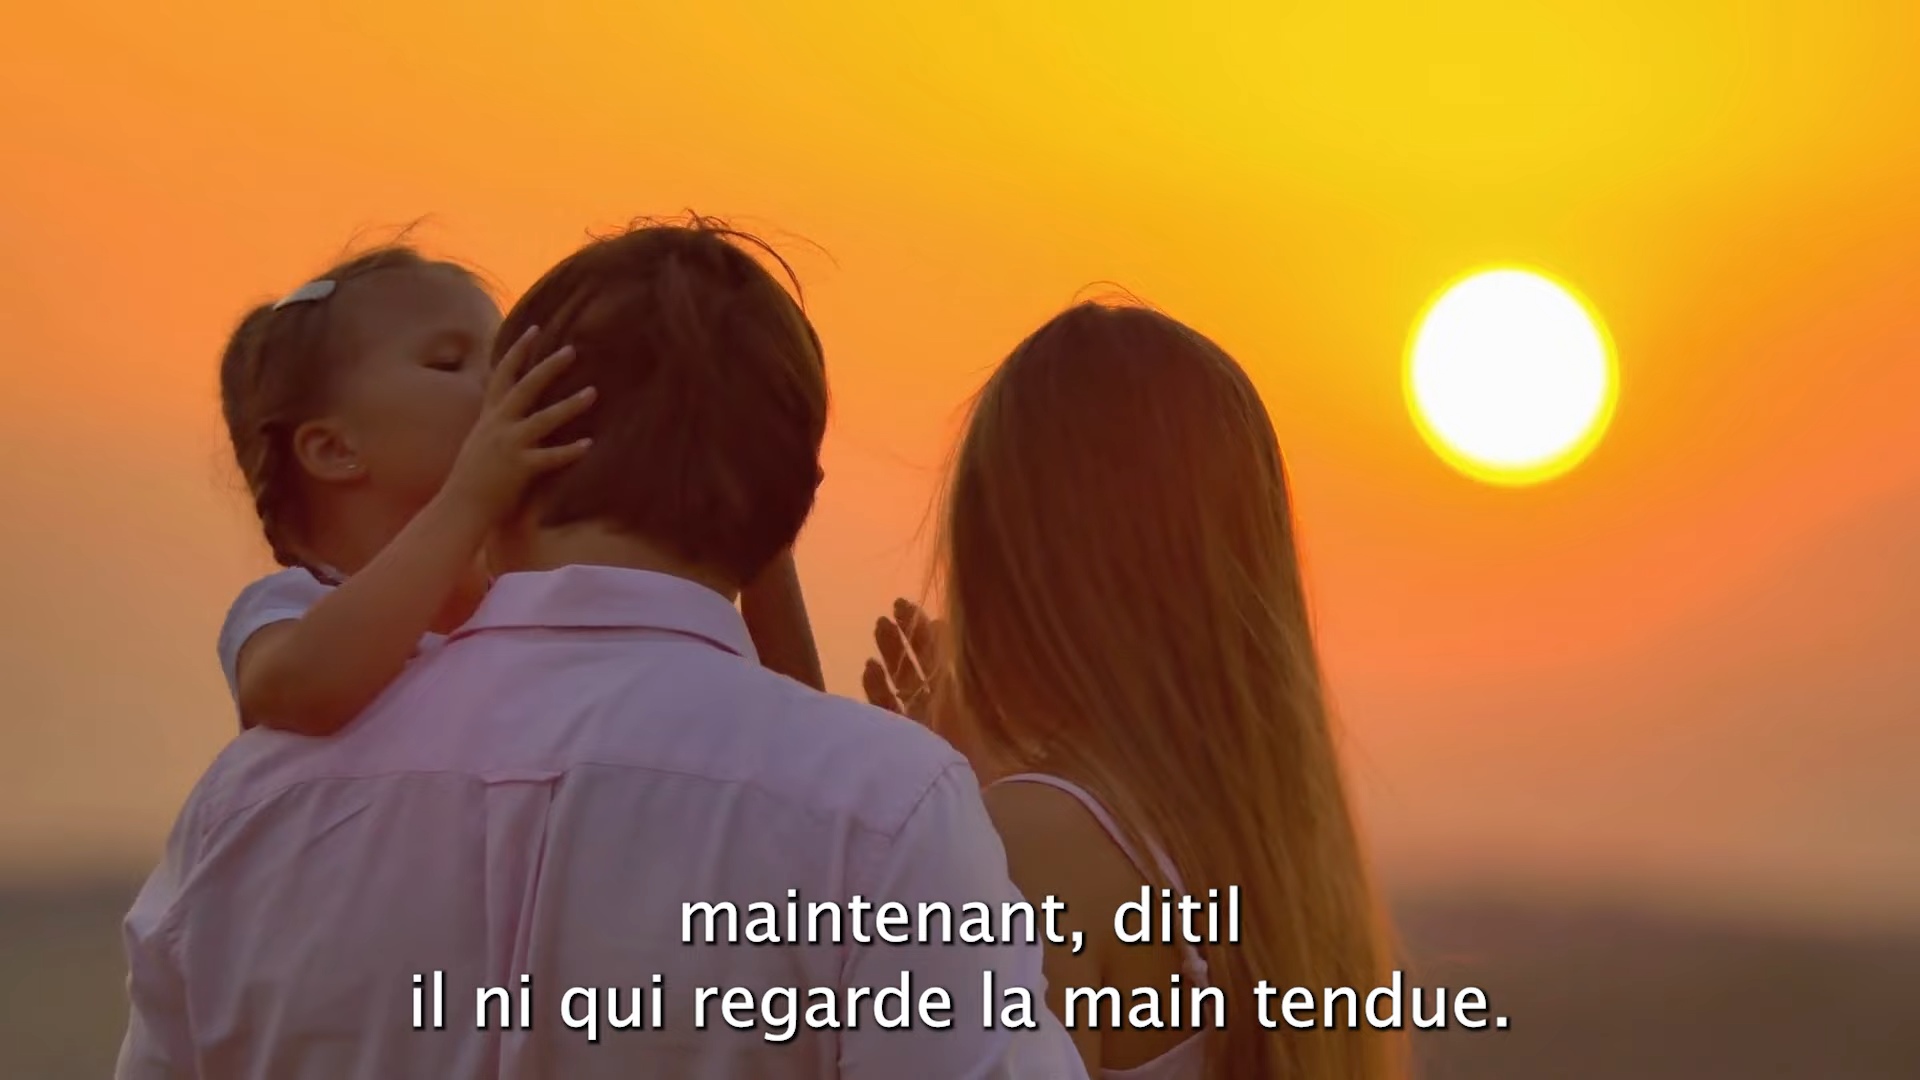 maintenant, ditil
il ni qui regarde la main tendue.